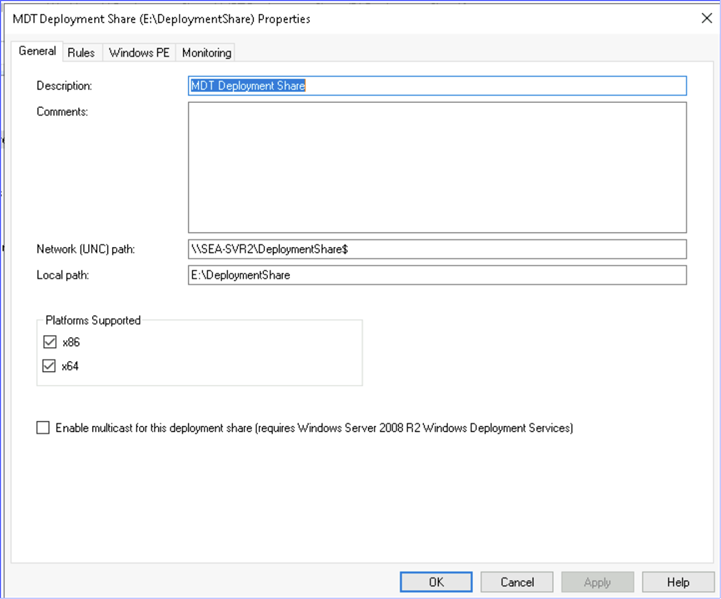 MDT Deployment Share (E:\DeploymentShare) Properties
General Rules Windows PE Monitoring
Description: MDT Deployment Share
Comments:
Network (UNC) path: \\SEA-SVR2\DeploymentShare$
Local path: E:\DeploymentShare
Platforms Supported
x86
x64
Enable multicast for this deployment share (requires Windows Server 2008 R2 Windows Deployment Services)
OK Cancel Apply Help